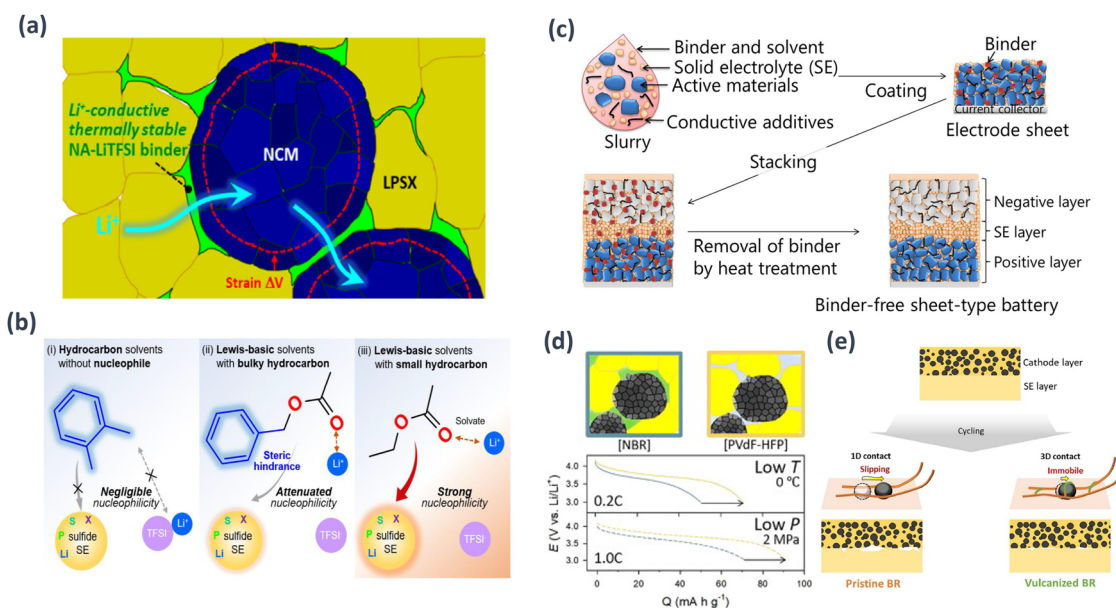 (a)
Li⁺-conductive
thermally stable
NA-LiTFSI binder
NCM
LPSX
Li⁺
Strain ΔV
(b)
(i) Hydrocarbon solvents
without nucleophile
Negligible
nucleophilicity
S X
P sulfide
Li SE
Li⁺
TFSI
(ii) Lewis-basic solvents
with bulky hydrocarbon
O
O
Steric
hindrance
Li⁺
Attenuated
nucleophilicity
S X
P sulfide
Li SE
TFSI
(iii) Lewis-basic solvents
with small hydrocarbon
O
O
Solvate
Li⁺
Strong
nucleophilicity
S X
P sulfide
Li SE
TFSI
(c)
Binder and solvent
Solid electrolyte (SE)
Active materials
Conductive additives
Slurry
Coating
Binder
Current collector
Electrode sheet
Stacking
Removal of binder
by heat treatment
Negative layer
SE layer
Positive layer
Binder-free sheet-type battery
(d)
[NBR]
[PVdF-HFP]
E (V vs. Li/Li⁺)
4.0
3.5
3.0
Low T
0 °C
0.2C
4.0
3.5
3.0
Low P
2 MPa
1.0C
0 20 40 60 80 100
Q (mA h g⁻¹)
(e)
Cathode layer
SE layer
Cycling
1D contact
Slipping
Pristine BR
3D contact
Immobile
Vulcanized BR